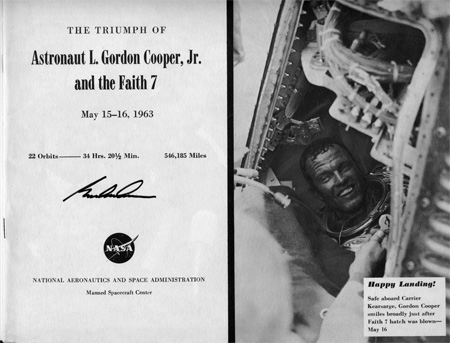 THE TRIUMPH OF
Astronaut L. Gordon Cooper, Jr.
and the Faith 7
May 15–16, 1963
22 Orbits —— 34 Hrs. 20½ Min. 546,185 Miles
NASA
NATIONAL AERONAUTICS AND SPACE ADMINISTRATION
Manned Spacecraft Center
Happy Landing!
Safe aboard Carrier
Kearsarge, Gordon Cooper
smiles broadly just after
Faith 7 hatch was blown—
May 16